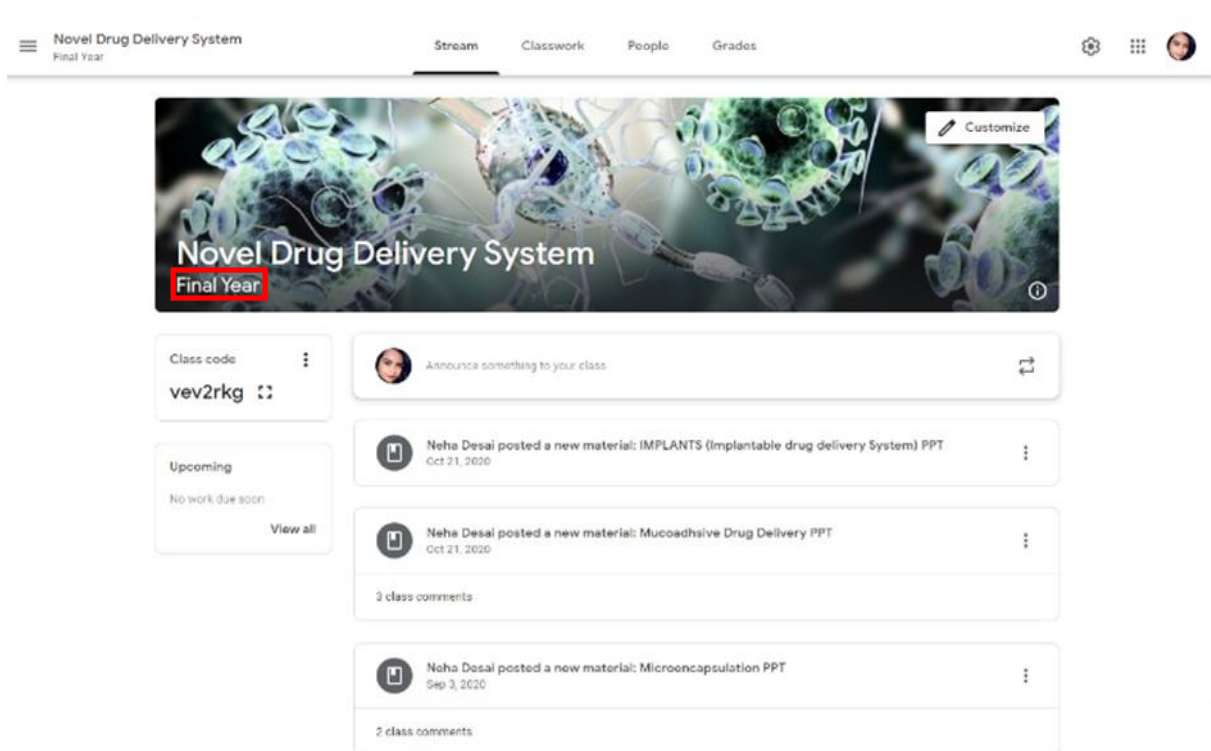 Novel Drug Delivery System
Final Year
Stream Classwork People Grades
Customize
Novel Drug Delivery System
Final Year
Class code
vev2rkg
Upcoming
No work due soon
View all
Announce something to your class
Neha Desai posted a new material: IMPLANTS (Implantable drug delivery System) PPT
Oct 21, 2020
Neha Desai posted a new material: Mucoadhsive Drug Delivery PPT
Oct 21, 2020
3 class comments
Neha Desai posted a new material: Microencapsulation PPT
Sep 3, 2020
2 class comments